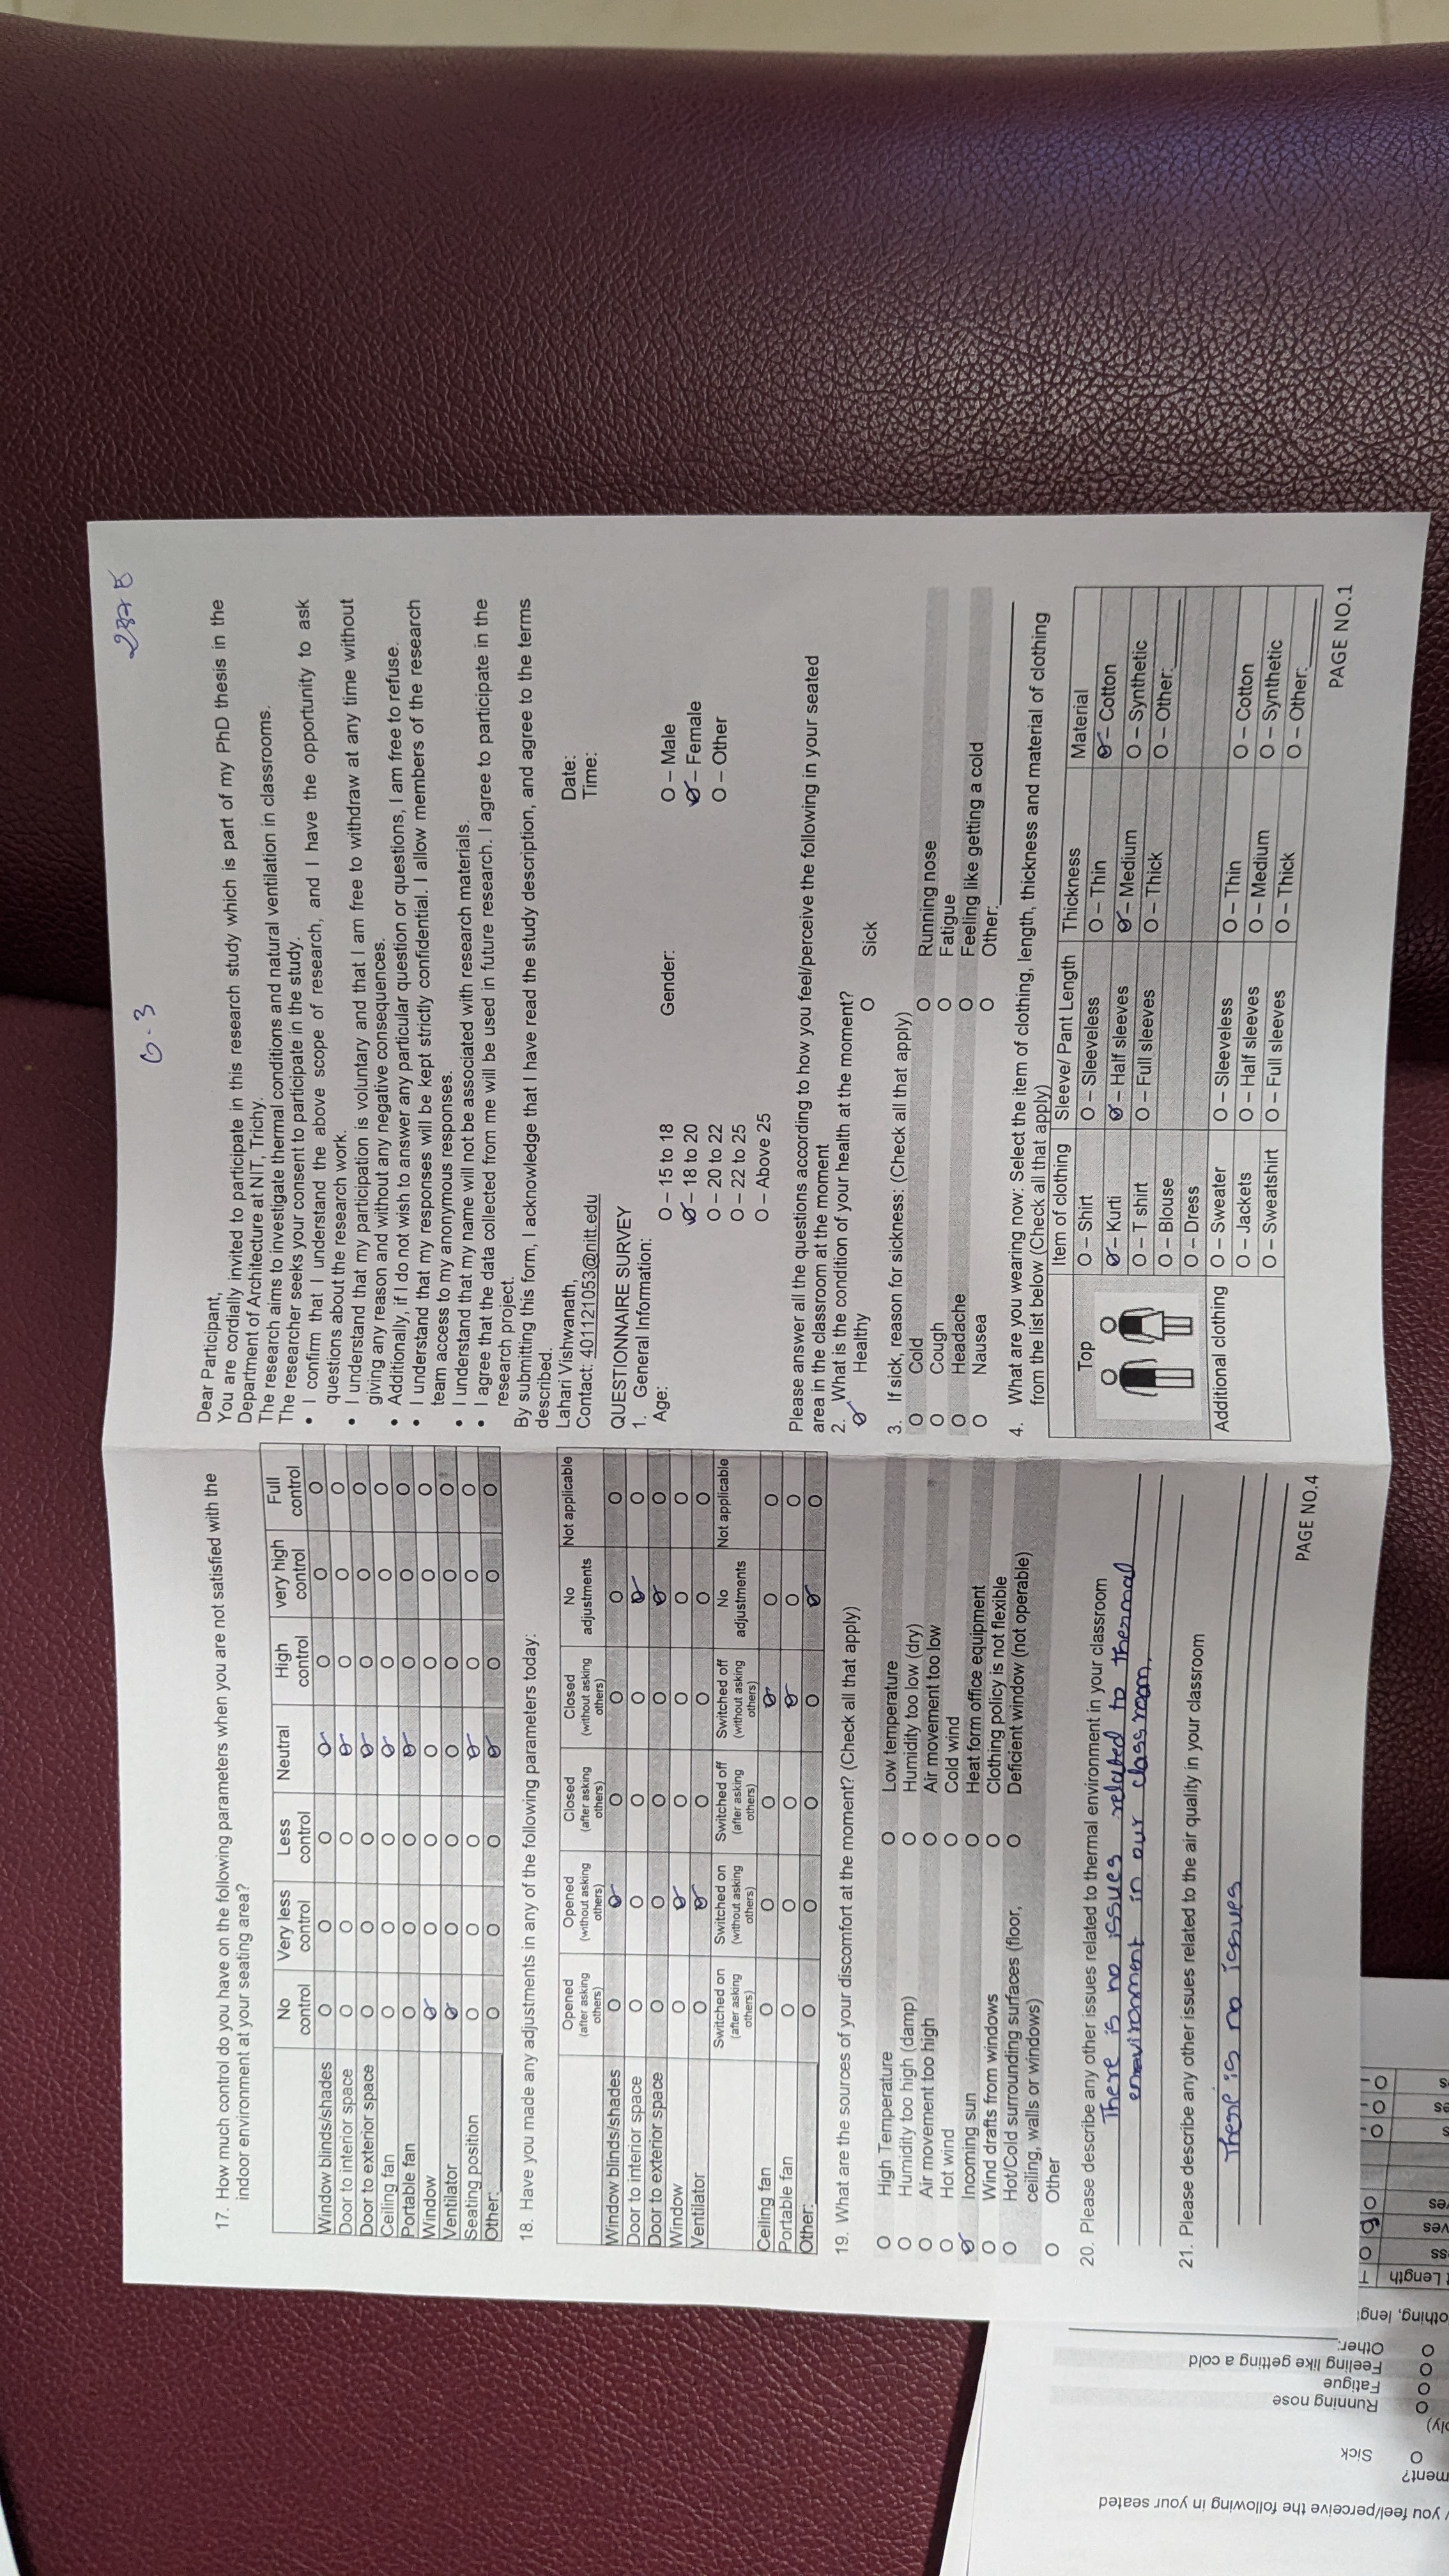 17. How much control do you have on the following parameters when you are not satisfied with the
indoor environment at your seating area?
No control Very less control Less control Neutral High control very high control Full control
Window blinds/shades O O O O O O O
Door to interior space O O O O O O O
Door to exterior space O O O O O O O
Ceiling fan O O O O O O O
Portable fan O O O O O O O
Window O O O O O O O
Ventilator O O O O O O O
Seating position O O O O O O O
Other: O O O O O O O
18. Have you made any adjustments in any of the following parameters today:
Opened (after asking others) Opened (without asking others) Closed (after asking others) Closed (without asking others) No adjustments Not applicable
Window blinds/shades O O O O O O
Door to interior space O O O O O O
Door to exterior space O O O O O O
Window O O O O O O
Ventilator O O O O O O
Switched on (after asking others) Switched on (without asking others) Switched off (after asking others) Switched off (without asking others) No adjustments Not applicable
Ceiling fan O O O O O O
Portable fan O O O O O O
Other: O O O O O O
19. What are the sources of your discomfort at the moment? (Check all that apply)
O High Temperature O Low temperature
O Humidity too high (damp) O Humidity too low (dry)
O Air movement too high O Air movement too low
O Hot wind O Cold wind
O Incoming sun O Heat form office equipment
O Wind drafts from windows O Clothing policy is not flexible
O Hot/Cold surrounding surfaces (floor, O Deficient window (not operable)
ceiling, walls or windows)
O Other
20. Please describe any other issues related to thermal environment in your classroom
There is no issues related to thermal
environment in our classroom.
21. Please describe any other issues related to the air quality in your classroom
There is no issues
PAGE NO.4
G-3
Dear Participant,
You are cordially invited to participate in this research study which is part of my PhD thesis in the
Department of Architecture at NIT, Trichy.
The research aims to investigate thermal conditions and natural ventilation in classrooms.
The researcher seeks your consent to participate in the study.
• I confirm that I understand the above scope of research, and I have the opportunity to ask
questions about the research work.
• I understand that my participation is voluntary and that I am free to withdraw at any time without
giving any reason and without any negative consequences.
• Additionally, if I do not wish to answer any particular question or questions, I am free to refuse.
• I understand that my responses will be kept strictly confidential. I allow members of the research
team access to my anonymous responses.
• I understand that my name will not be associated with research materials.
• I agree that the data collected from me will be used in future research. I agree to participate in the
research project.
By submitting this form, I acknowledge that I have read the study description, and agree to the terms
described.
Lahari Vishwanath, Date:
Contact: 401121053@nitt.edu Time:
QUESTIONNAIRE SURVEY
1. General Information:
Age: O – 15 to 18 Gender: O – Male
O – 18 to 20 O – Female
O – 20 to 22 O – Other
O – 22 to 25
O – Above 25
Please answer all the questions according to how you feel/perceive the following in your seated
area in the classroom at the moment
2. What is the condition of your health at the moment?
O Healthy O Sick
3. If sick, reason for sickness: (Check all that apply)
O Cold O Running nose
O Cough O Fatigue
O Headache O Feeling like getting a cold
O Nausea O Other:
4. What are you wearing now: Select the item of clothing, length, thickness and material of clothing
from the list below (Check all that apply)
Item of clothing Sleeve/ Pant Length Thickness Material
Top O – Shirt O – Sleeveless O – Thin O – Cotton
O – Kurti O – Half sleeves O – Medium O – Synthetic
O – T shirt O – Full sleeves O – Thick O – Other:
O – Blouse
O – Dress
Additional clothing O – Sweater O – Sleeveless O – Thin O – Cotton
O – Jackets O – Half sleeves O – Medium O – Synthetic
O – Sweatshirt O – Full sleeves O – Thick O – Other:
PAGE NO.1
you feel/perceive the following in your seated
ment?
O Sick
O Running nose
O Fatigue
O Feeling like getting a cold
O Other:
Length